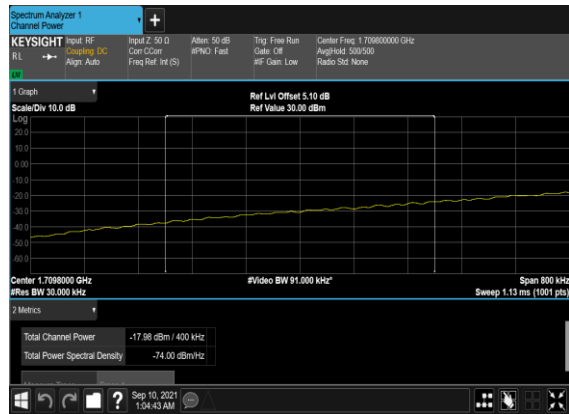 Spectrum Analyzer 1
Channel Power
+
KEYSIGHT
RL
Input: RF
Coupling: DC
Align: Auto
Input Z: 50 Ω
Corr CCorr
Freq Ref: Int (S)
Atten: 50 dB
#PNO: Fast
Trig: Free Run
Gate: Off
#IF Gain: Low
Center Freq: 1.709800000 GHz
Avg|Hold: 500/500
Radio Std: None
1 Graph
Scale/Div 10.0 dB
Ref Lvl Offset 5.10 dB
Ref Value 30.00 dBm
Log
20.0
10.0
0.00
-10.0
-20.0
-30.0
-40.0
-50.0
-60.0
Center 1.7098000 GHz
#Res BW 30.000 kHz
#Video BW 91.000 kHz*
Span 800 kHz
Sweep 1.13 ms (1001 pts)
2 Metrics
Total Channel Power -17.98 dBm / 400 kHz
Total Power Spectral Density -74.00 dBm/Hz
?
Sep 10, 2021
1:04:43 AM